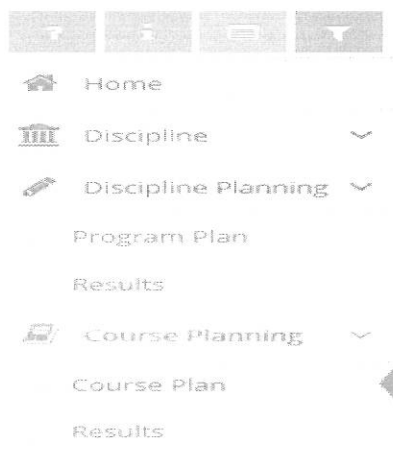 Home
Discipline
Discipline Planning
Program Plan
Results
Course Planning
Course Plan
Results